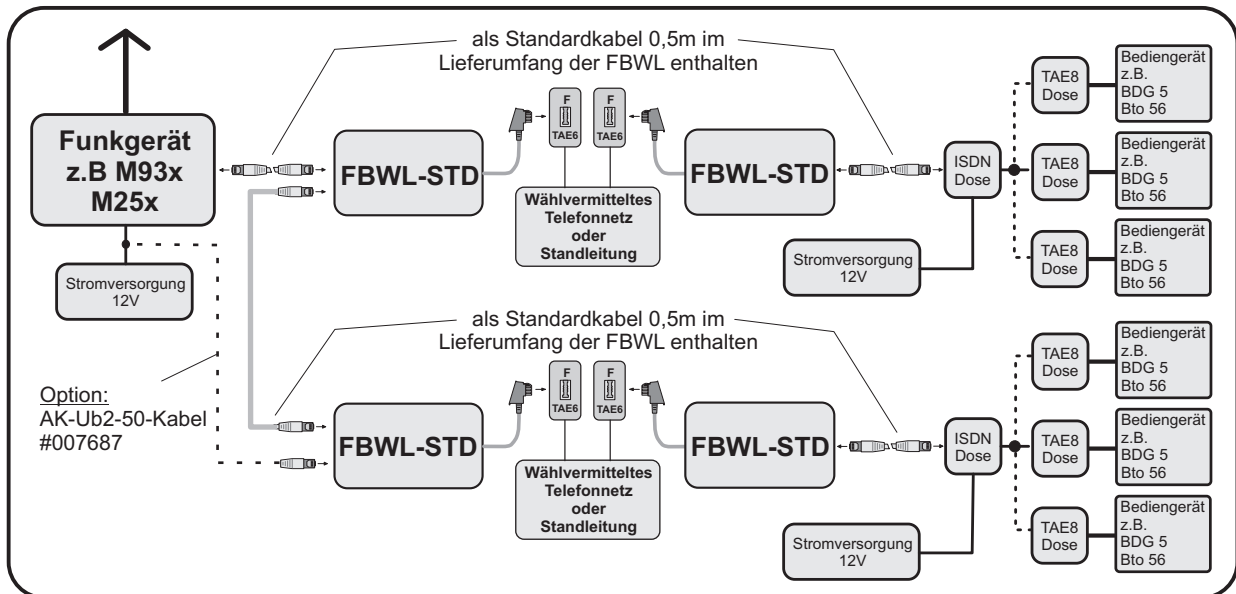 als Standardkabel 0,5m im
Lieferumfang der FBWL enthalten
Funkgerät
z.B M93x
M25x
Stromversorgung
12V
FBWL-STD
F
TAE6
F
TAE6
Wählvermitteltes
Telefonnetz
oder
Standleitung
FBWL-STD
ISDN
Dose
Stromversorgung
12V
TAE8
Dose
Bediengerät
z.B.
BDG 5
Bto 56
TAE8
Dose
Bediengerät
z.B.
BDG 5
Bto 56
TAE8
Dose
Bediengerät
z.B.
BDG 5
Bto 56
als Standardkabel 0,5m im
Lieferumfang der FBWL enthalten
Option:
AK-Ub2-50-Kabel
#007687
FBWL-STD
F
TAE6
F
TAE6
Wählvermitteltes
Telefonnetz
oder
Standleitung
FBWL-STD
ISDN
Dose
Stromversorgung
12V
TAE8
Dose
Bediengerät
z.B.
BDG 5
Bto 56
TAE8
Dose
Bediengerät
z.B.
BDG 5
Bto 56
TAE8
Dose
Bediengerät
z.B.
BDG 5
Bto 56